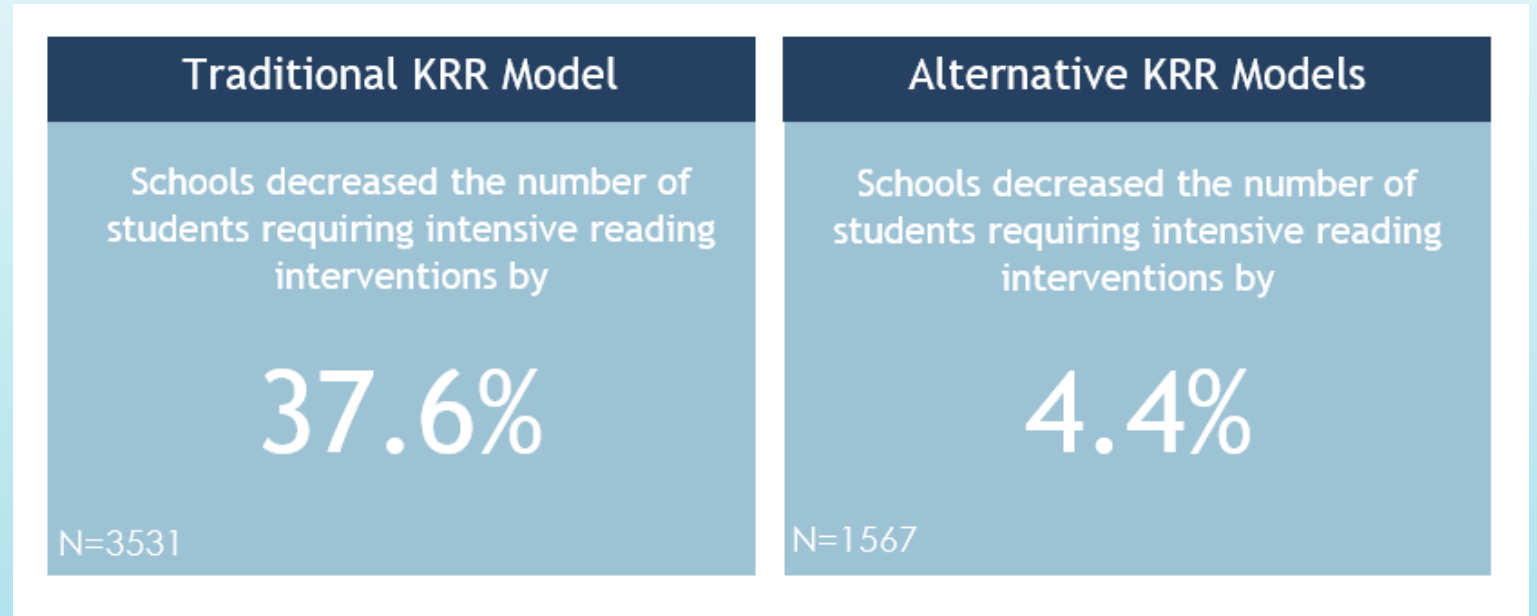 Traditional KRR Model
Schools decreased the number of
students requiring intensive reading
interventions by
37.6%
N=3531
Alternative KRR Models
Schools decreased the number of
students requiring intensive reading
interventions by
4.4%
N=1567